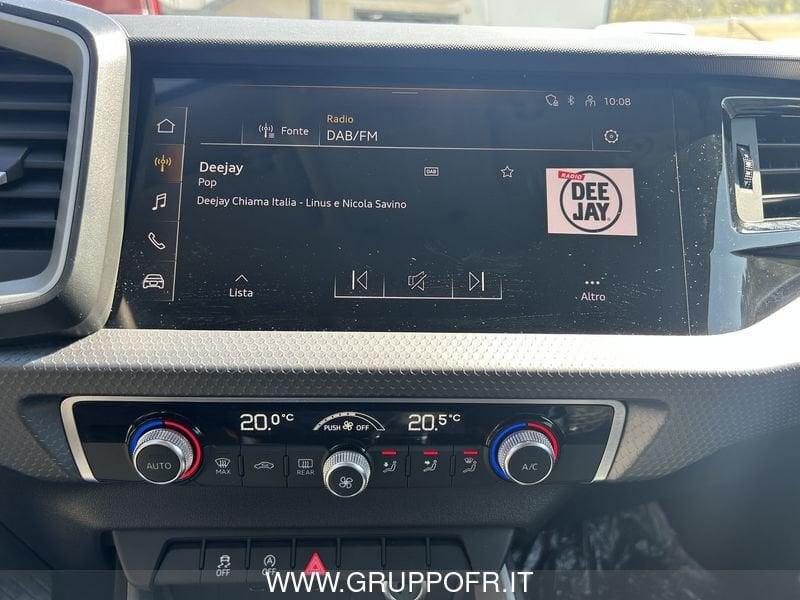 10:08
Fonte
Radio
DAB/FM
Deejay
DAB
Pop
Deejay Chiama Italia - Linus e Nicola Savino
RADIO
DEE
JAY
Lista
Altro
20.0°C
PUSH OFF
20.5°C
AUTO
MAX
REAR
A/C
OFF
A
OFF
WWW.GRUPPOFR.IT